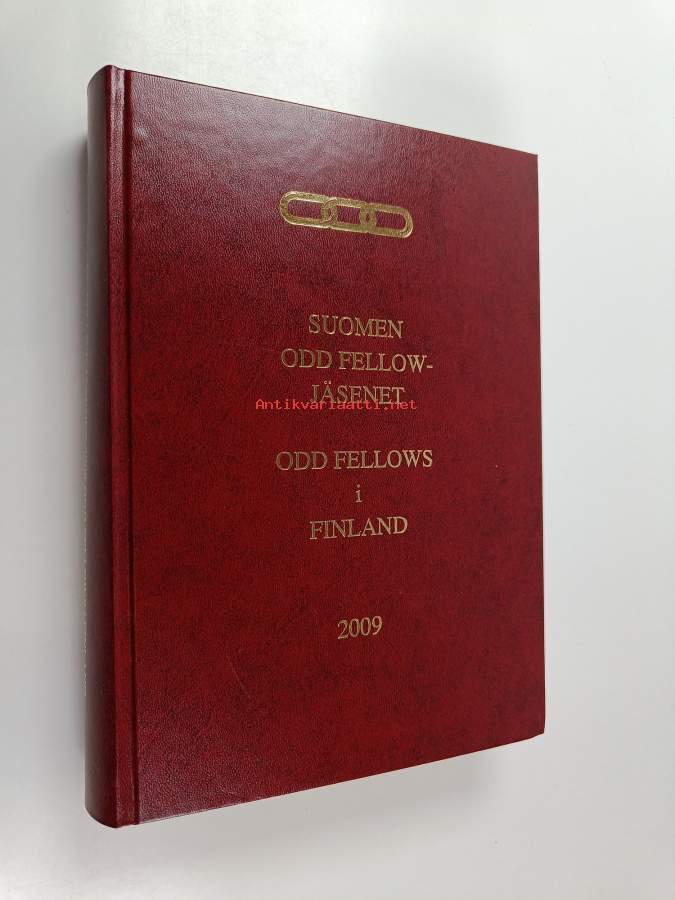 SUOMEN
ODD FELLOW-
JÄSENET
Antikvariaatti.net
ODD FELLOWS
i
FINLAND
2009